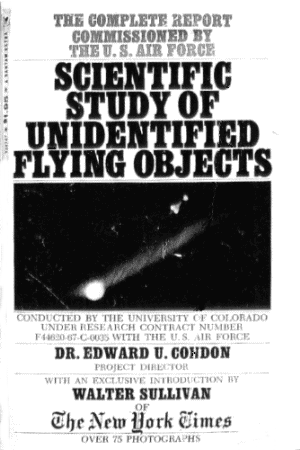 THE COMPLETE REPORT
COMMISSIONED BY
THE U.S. AIR FORCE
SCIENTIFIC
STUDY OF
UNIDENTIFIED
FLYING OBJECTS
CONDUCTED BY THE UNIVERSITY OF COLORADO
UNDER RESEARCH CONTRACT NUMBER
F44620-67-C-0035 WITH THE U.S. AIR FORCE
DR. EDWARD U. CONDON
PROJECT DIRECTOR
WITH AN EXCLUSIVE INTRODUCTION BY
WALTER SULLIVAN
OF
The New York Times
OVER 75 PHOTOGRAPHS